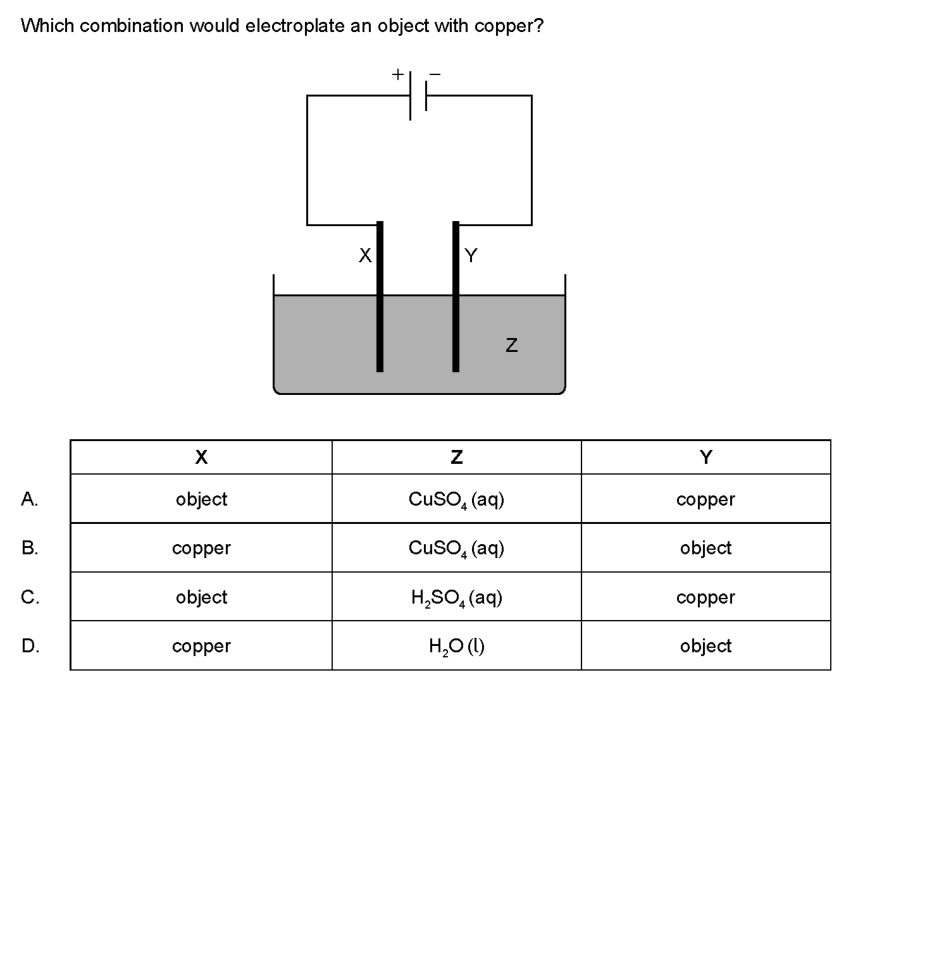 Which combination would electroplate an object with copper?
+ −
X Y
Z
X Z Y
A. object CuSO₄ (aq) copper
B. copper CuSO₄ (aq) object
C. object H₂SO₄ (aq) copper
D. copper H₂O (l) object